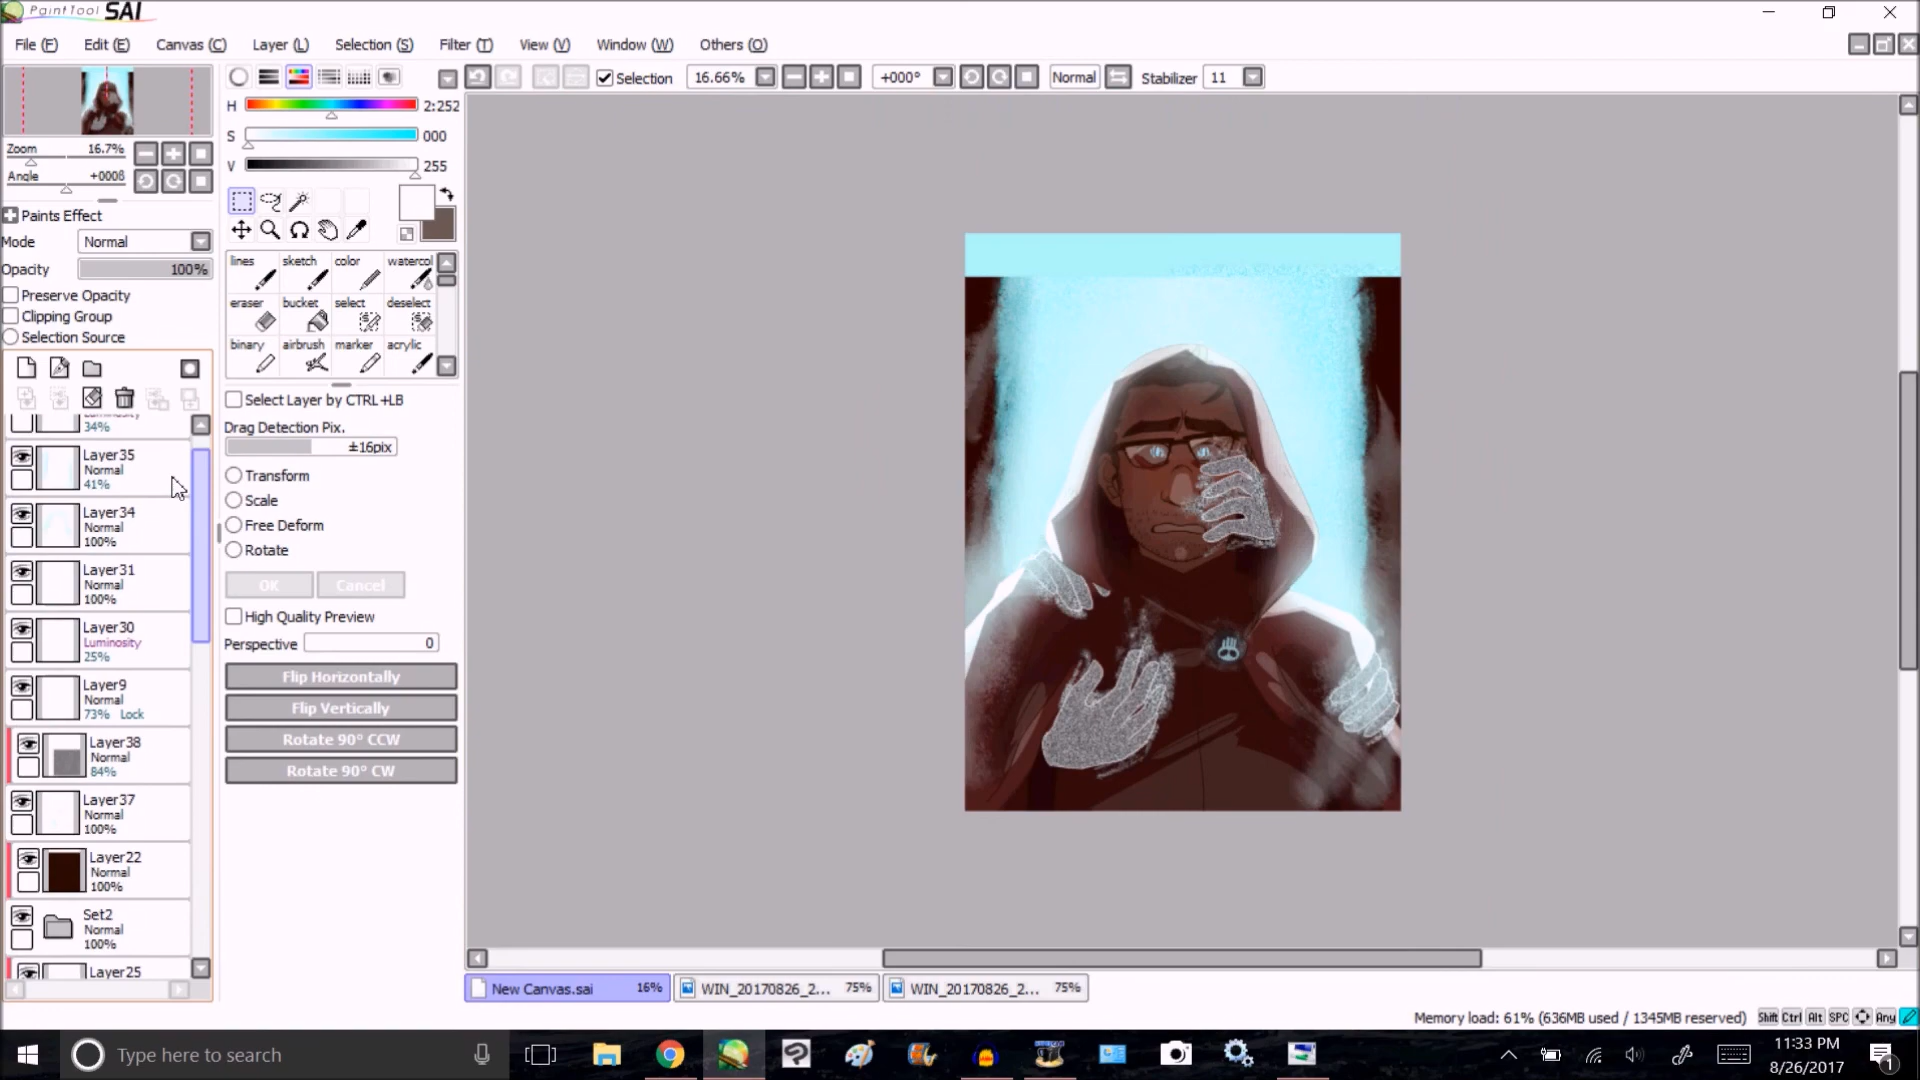 PaintTool SAI
File (F) Edit (E) Canvas (C) Layer (L) Selection (S) Filter (T) View (V) Window (W) Others (O)
Selection 16.66% +000° Normal Stabilizer 11
H 2:252
S 000
V 255
Zoom 16.7%
Angle +000ß
Paints Effect
Mode Normal
Opacity 100%
Preserve Opacity
Clipping Group
Selection Source
Luminosity
34%
Layer35
Normal
41%
Layer34
Normal
100%
Layer31
Normal
100%
Layer30
Luminosity
25%
Layer9
Normal
73% Lock
Layer38
Normal
84%
Layer37
Normal
100%
Layer22
Normal
100%
Set2
Normal
100%
Layer25
lines sketch color watercol
eraser bucket select deselect
binary airbrush marker acrylic
Select Layer by CTRL+LB
Drag Detection Pix.
±16pix
Transform
Scale
Free Deform
Rotate
OK Cancel
High Quality Preview
Perspective 0
Flip Horizontally
Flip Vertically
Rotate 90° CCW
Rotate 90° CW
New Canvas.sai 16% WIN_20170826_2... 75% WIN_20170826_2... 75%
Memory load: 61% (636MB used / 1345MB reserved) Shift Ctrl Alt SPC Any
Type here to search
11:33 PM
8/26/2017
1